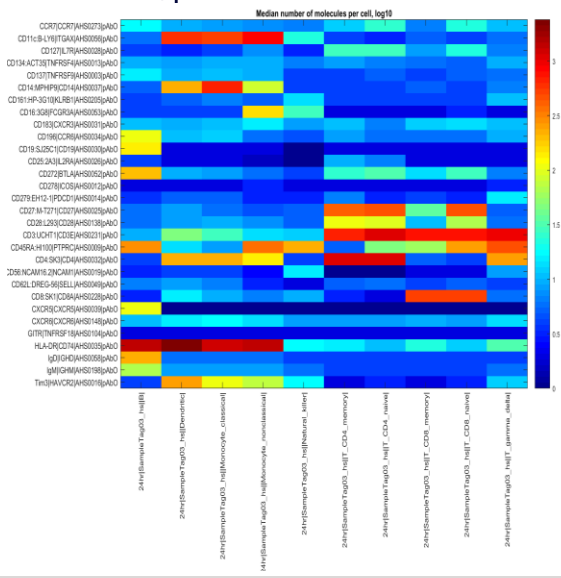 Median number of molecules per cell, log10
CCR7|CCR7|AHS0273|pAbO
CD11c:B-LY6|ITGAX|AHS0056|pAbO
CD127|IL7R|AHS0028|pAbO
CD134:ACT35|TNFRSF4|AHS0013|pAbO
CD137|TNFRSF9|AHS0003|pAbO
CD14:MPHIP9|CD14|AHS0037|pAbO
CD161:HP-3G10|KLRB1|AHS0205|pAbO
CD16:3G8|FCGR3A|AHS0053|pAbO
CD183|CXCR3|AHS0031|pAbO
CD196|CCR6|AHS0034|pAbO
CD19:SJ25C1|CD19|AHS0030|pAbO
CD25:2A3|IL2RA|AHS0026|pAbO
CD272|BTLA|AHS0052|pAbO
CD278|ICOS|AHS0012|pAbO
CD279:EH12-1|PDCD1|AHS0014|pAbO
CD27:M-T271|CD27|AHS0025|pAbO
CD28:L293|CD28|AHS0138|pAbO
CD3:UCHT1|CD3E|AHS0231|pAbO
CD45RA:HI100|PTPRC|AHS0009|pAbO
CD4:SK3|CD4|AHS0032|pAbO
CD56:NCAM16.2|NCAM1|AHS0019|pAbO
CD62L:DREG-56|SELL|AHS0049|pAbO
CD8:SK1|CD8A|AHS0228|pAbO
CXCR5|CXCR5|AHS0039|pAbO
CXCR6|CXCR6|AHS0148|pAbO
GITR|TNFRSF18|AHS0104|pAbO
HLA-DR|CD74|AHS0035|pAbO
IgD|IGHD|AHS0058|pAbO
IgM|IGHM|AHS0198|pAbO
Tim3|HAVCR2|AHS0016|pAbO
3
2.5
2
1.5
1
0.5
0
24hr|SampleTag03_hs||B|
24hr|SampleTag03_hs||Dendritic|
24hr|SampleTag03_hs||Monocyte_classical|
24hr|SampleTag03_hs||Monocyte_nonclassical|
24hr|SampleTag03_hs||Natural_killer|
24hr|SampleTag03_hs||T_CD4_memory|
24hr|SampleTag03_hs||T_CD4_naive|
24hr|SampleTag03_hs||T_CD8_memory|
24hr|SampleTag03_hs||T_CD8_naive|
24hr|SampleTag03_hs||T_gamma_delta|